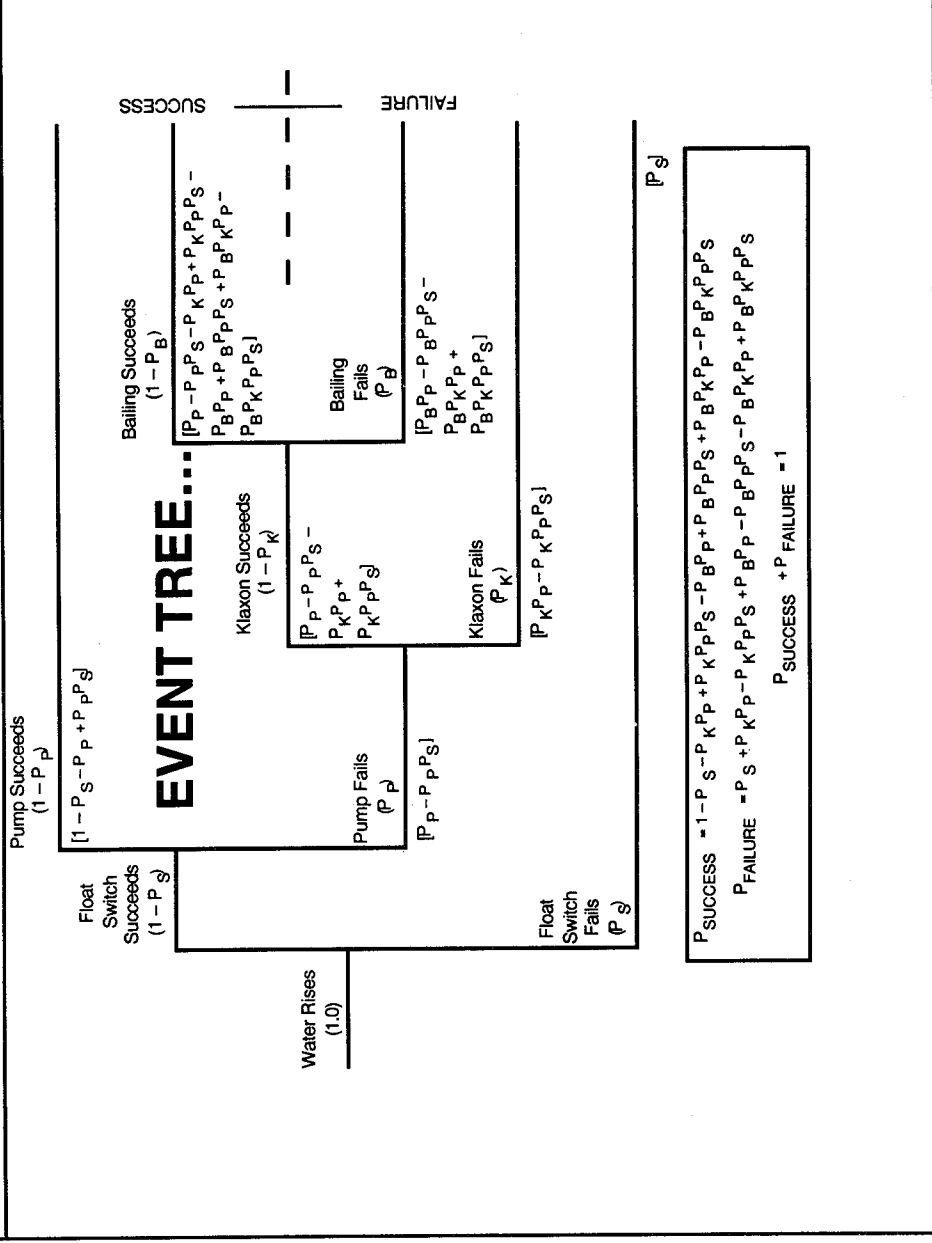 EVENT TREE...
Water Rises
(1.0)
Float
Switch
Succeeds
(1 – P_S)
Float
Switch
Fails
(P_S)
[P_S]
Pump Succeeds
(1 – P_P)
[1 – P_S – P_P + P_P P_S]
Pump Fails
(P_P)
[P_P – P_P P_S]
Klaxon Succeeds
(1 – P_K)
[P_P – P_P P_S –
P_K P_P +
P_K P_P P_S]
Klaxon Fails
(P_K)
[P_K P_P – P_K P_P P_S]
Bailing Succeeds
(1 – P_B)
[P_P – P_P P_S – P_K P_P + P_K P_P P_S –
P_B P_P + P_B P_P P_S + P_B P_K P_P –
P_B P_K P_P P_S]
Bailing
Fails
(P_B)
[P_B P_P – P_B P_P P_S –
P_B P_K P_P +
P_B P_K P_P P_S]
SUCCESS
FAILURE
P_SUCCESS = 1 – P_S – P_K P_P + P_K P_P P_S – P_B P_P + P_B P_P P_S + P_B P_K P_P – P_B P_K P_P P_S
P_FAILURE = P_S + P_K P_P – P_K P_P P_S + P_B P_P – P_B P_P P_S – P_B P_K P_P + P_B P_K P_P P_S
P_SUCCESS + P_FAILURE = 1